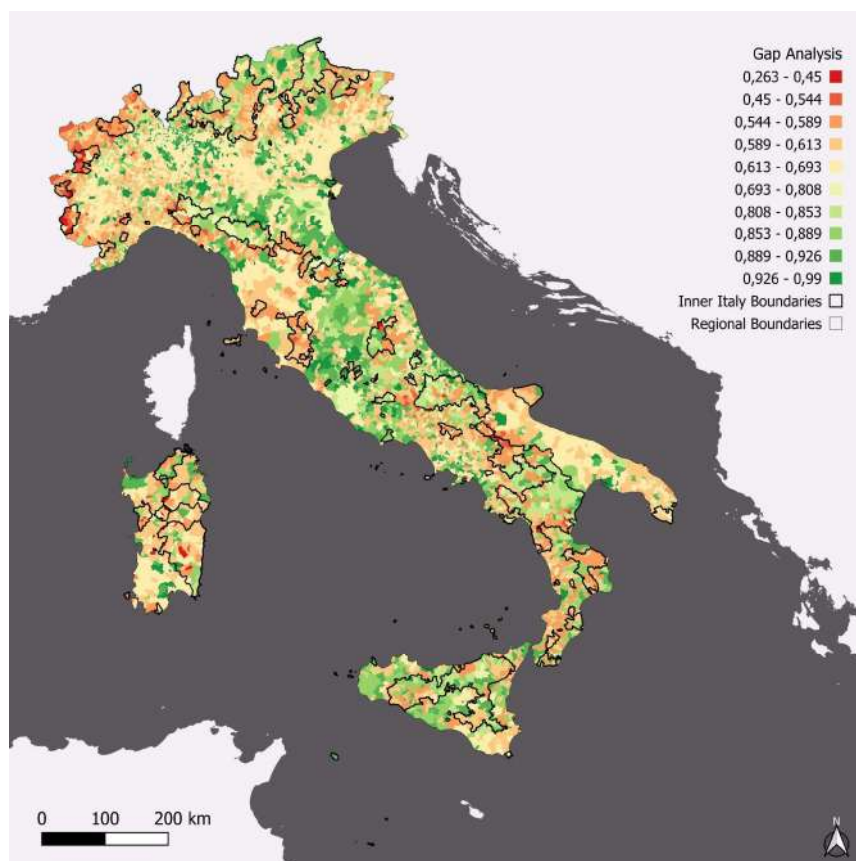 Gap Analysis
0,263 - 0,45
0,45 - 0,544
0,544 - 0,589
0,589 - 0,613
0,613 - 0,693
0,693 - 0,808
0,808 - 0,853
0,853 - 0,889
0,889 - 0,926
0,926 - 0,99
Inner Italy Boundaries
Regional Boundaries
0 100 200 km
N